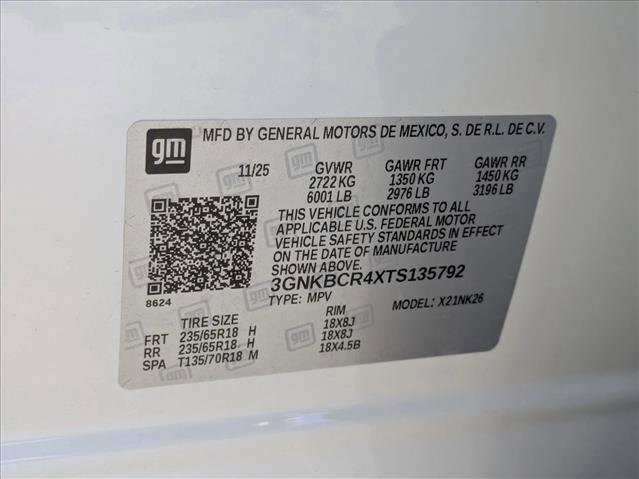 gm MFD BY GENERAL MOTORS DE MEXICO, S. DE R.L. DE C.V.
11/25 GVWR GAWR FRT GAWR RR
2722 KG 1350 KG 1450 KG
6001 LB 2976 LB 3196 LB
THIS VEHICLE CONFORMS TO ALL
APPLICABLE U.S. FEDERAL MOTOR
VEHICLE SAFETY STANDARDS IN EFFECT
ON THE DATE OF MANUFACTURE
SHOWN ABOVE.
8624
3GNKBCR4XTS135792
TYPE: MPV MODEL: X21NK26
TIRE SIZE RIM
FRT 235/65R18 H 18X8J
RR 235/65R18 H 18X8J
SPA T135/70R18 M 18X4.5B